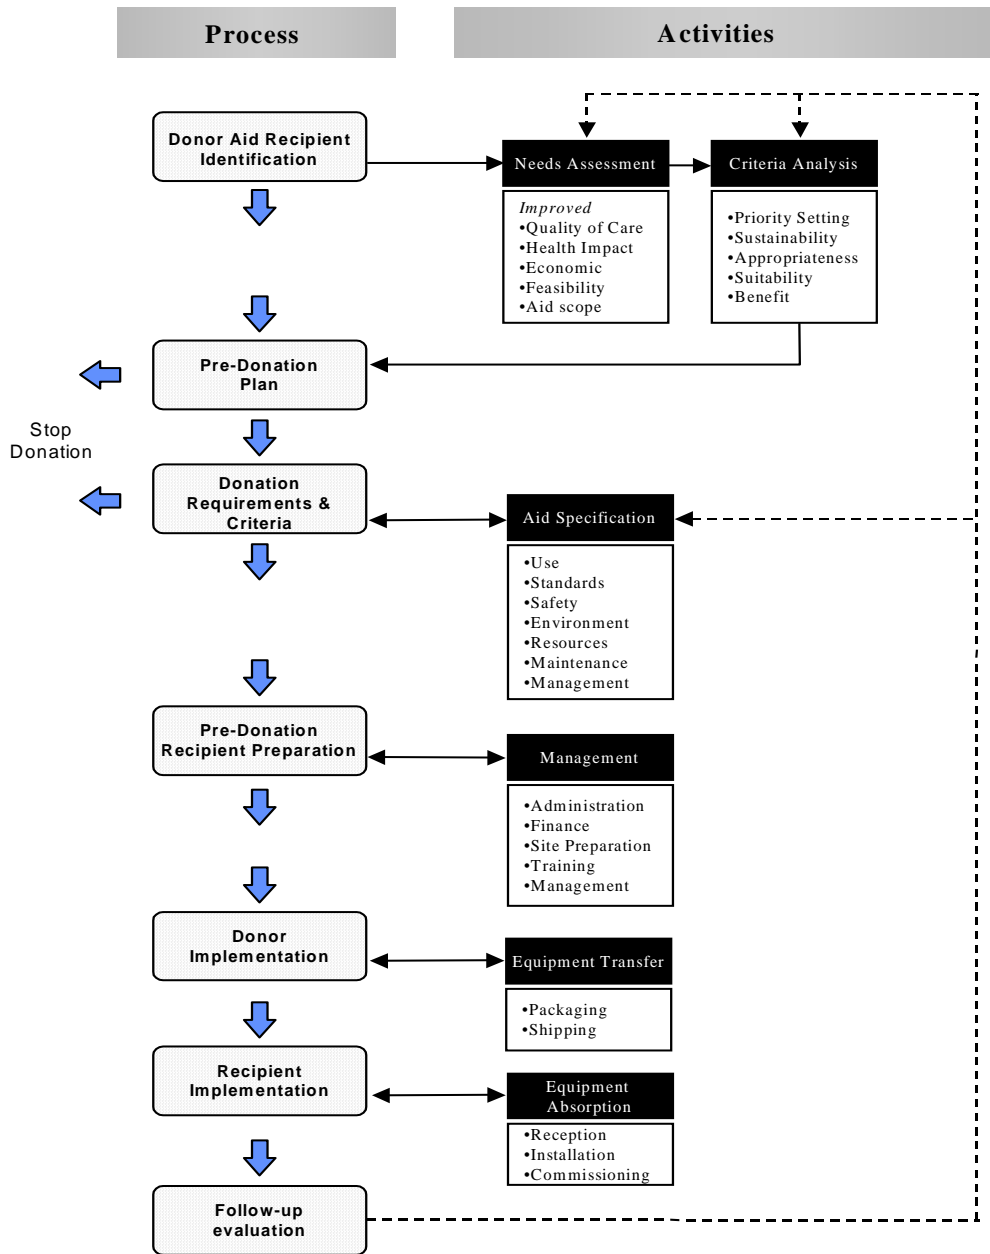 Process
Activities
Donor Aid Recipient
Identification
Needs Assessment
Criteria Analysis
Improved
•Quality of Care
•Health Impact
•Economic
•Feasibility
•Aid scope
•Priority Setting
•Sustainability
•Appropriateness
•Suitability
•Benefit
Pre-Donation
Plan
Stop
Donation
Donation
Requirements &
Criteria
Aid Specification
•Use
•Standards
•Safety
•Environment
•Resources
•Maintenance
•Management
Pre-Donation
Recipient Preparation
Management
•Administration
•Finance
•Site Preparation
•Training
•Management
Donor
Implementation
Equipment Transfer
•Packaging
•Shipping
Recipient
Implementation
Equipment
Absorption
•Reception
•Installation
•Commissioning
Follow-up
evaluation